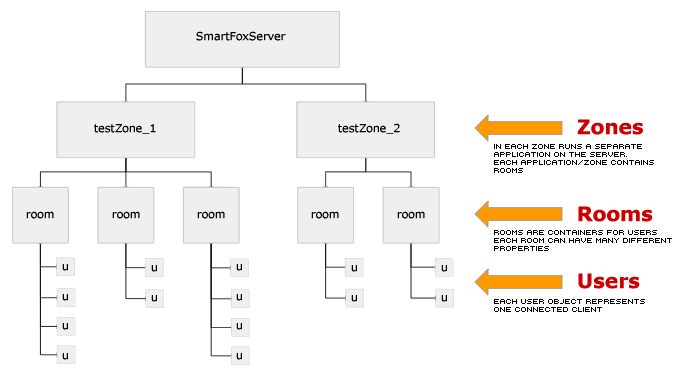 SmartFoxServer
testZone_1
testZone_2
Zones
IN EACH ZONE RUNS A SEPARATE
APPLICATION ON THE SERVER.
EACH APPLICATION/ZONE CONTAINS
ROOMS
room
room
room
room
room
Rooms
ROOMS ARE CONTAINERS FOR USERS
EACH ROOM CAN HAVE MANY DIFFERENT
PROPERTIES
u
u
u
u
u
Users
u
u
u
u
u
EACH USER OBJECT REPRESENTS
ONE CONNECTED CLIENT
u
u
u
u